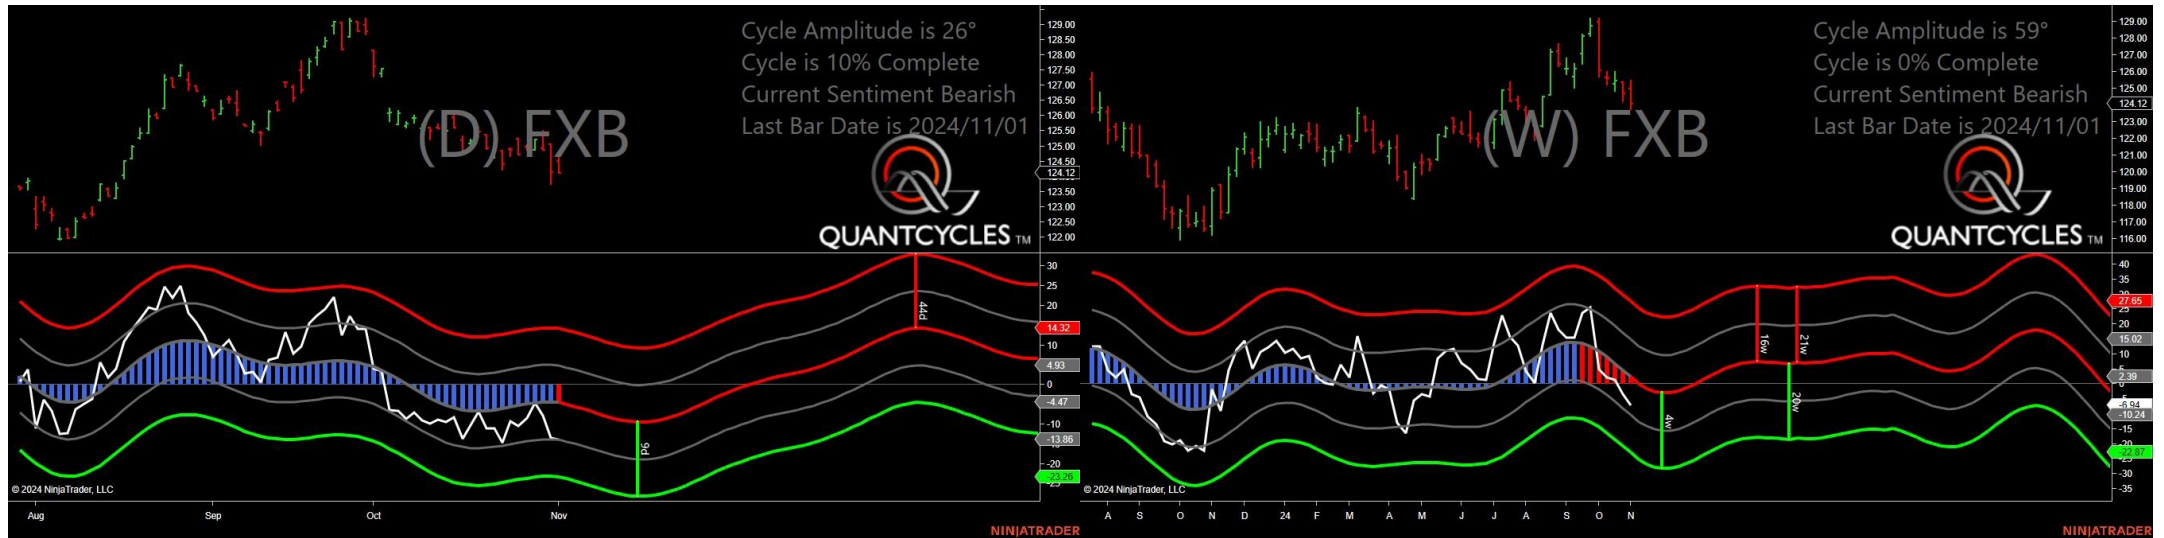 Cycle Amplitude is 26°
Cycle is 10% Complete
Current Sentiment Bearish
Last Bar Date is 2024/11/01
(D) FXB
QUANTCYCLES TM
129.00
128.50
128.00
127.50
127.00
126.50
126.00
125.50
125.00
124.50
124.12
123.50
123.00
122.50
122.00
44d
9d
30
25
20
14.32
10
4.93
0
-4.47
-10
-13.86
-20
-23.26
© 2024 NinjaTrader, LLC
Aug Sep Oct Nov
NINJATRADER
Cycle Amplitude is 59°
Cycle is 0% Complete
Current Sentiment Bearish
Last Bar Date is 2024/11/01
(W) FXB
QUANTCYCLES TM
129.00
128.00
127.00
126.00
125.00
124.12
123.00
122.00
121.00
120.00
119.00
118.00
117.00
116.00
16w
21w
4w
20w
40
35
27.65
25
20
15.02
10
2.39
-6.94
-10.24
-15
-22.87
-30
-35
© 2024 NinjaTrader, LLC
A S O N D 24 F M A M J J A S O N
NINJATRADER